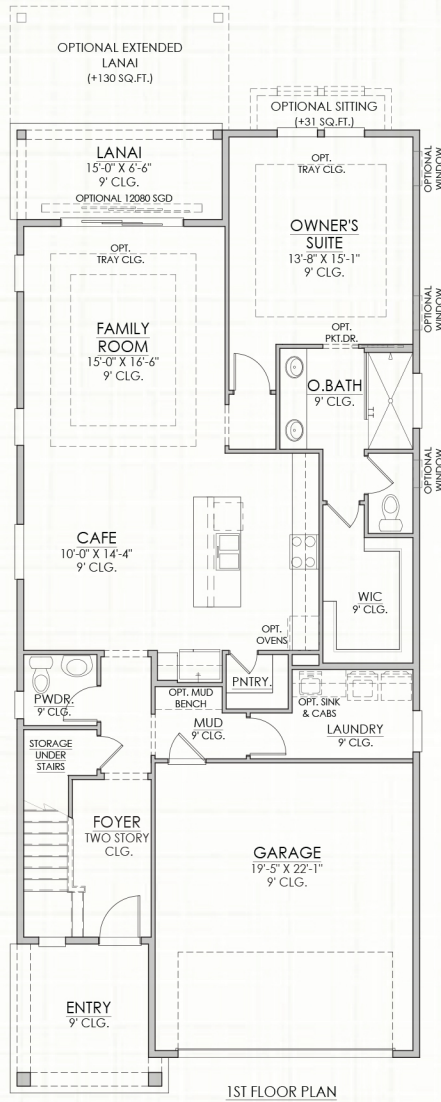 OPTIONAL EXTENDED
LANAI
(+130 SQ.FT.)
OPTIONAL SITTING
(+31 SQ.FT.)
LANAI
15'-0" X 6'-6"
9' CLG.
OPTIONAL 12080 SGD
OPT.
TRAY CLG.
OPTIONAL
WINDOW
OWNER'S
SUITE
13'-8" X 15'-1"
9' CLG.
OPT.
TRAY CLG.
FAMILY
ROOM
15'-0" X 16'-6"
9' CLG.
OPTIONAL
WINDOW
OPT.
PKT.DR.
O.BATH
9' CLG.
OPTIONAL
WINDOW
CAFE
10'-0" X 14'-4"
9' CLG.
WIC
9' CLG.
OPT.
OVENS
PWDR.
9' CLG.
OPT. MUD
BENCH
PNTRY.
OPT. SINK
& CABS
MUD
9' CLG.
LAUNDRY
9' CLG.
STORAGE
UNDER
STAIRS
FOYER
TWO STORY
CLG.
GARAGE
19'-5" X 22'-1"
9' CLG.
ENTRY
9' CLG.
1ST FLOOR PLAN